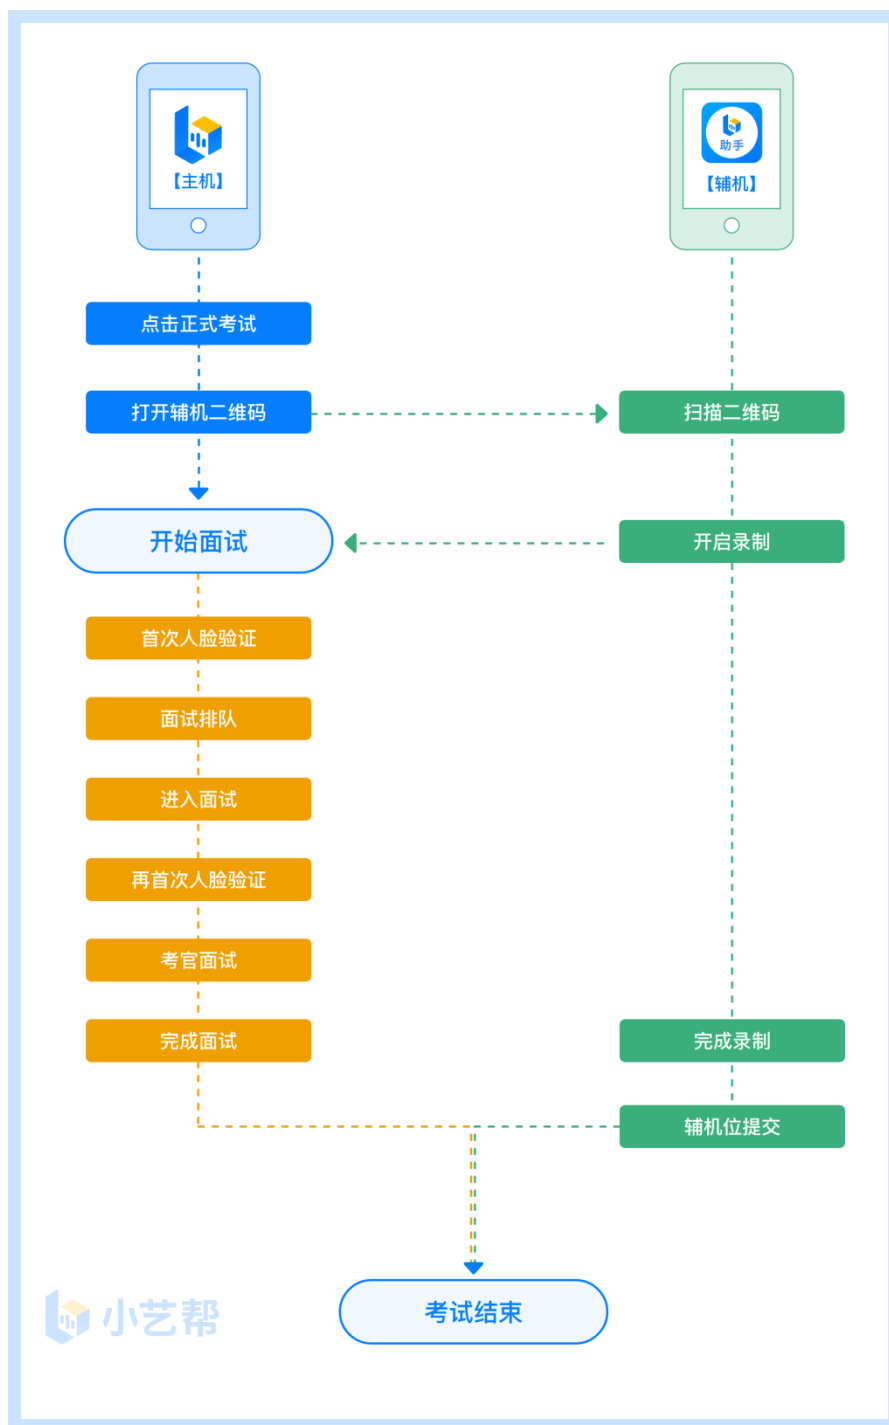 【主机】
助手
【辅机】
点击正式考试
打开辅机二维码
扫描二维码
开始面试
开启录制
首次人脸验证
面试排队
进入面试
再首次人脸验证
考官面试
完成面试
完成录制
辅机位提交
考试结束
小艺帮